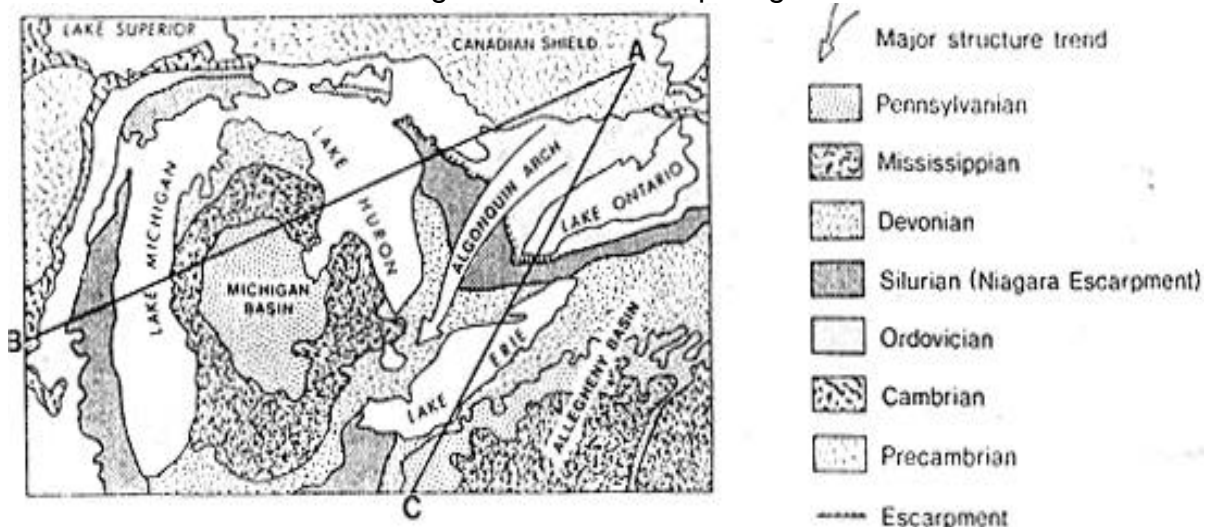 LAKE SUPERIOR
CANADIAN SHIELD
A
LAKE
HURON
ALGONQUIN ARCH
LAKE ONTARIO
LAKE MICHIGAN
MICHIGAN
BASIN
B
LAKE ERIE
ALLEGHENY BASIN
C
Major structure trend
Pennsylvanian
Mississippian
Devonian
Silurian (Niagara Escarpment)
Ordovician
Cambrian
Precambrian
Escarpment